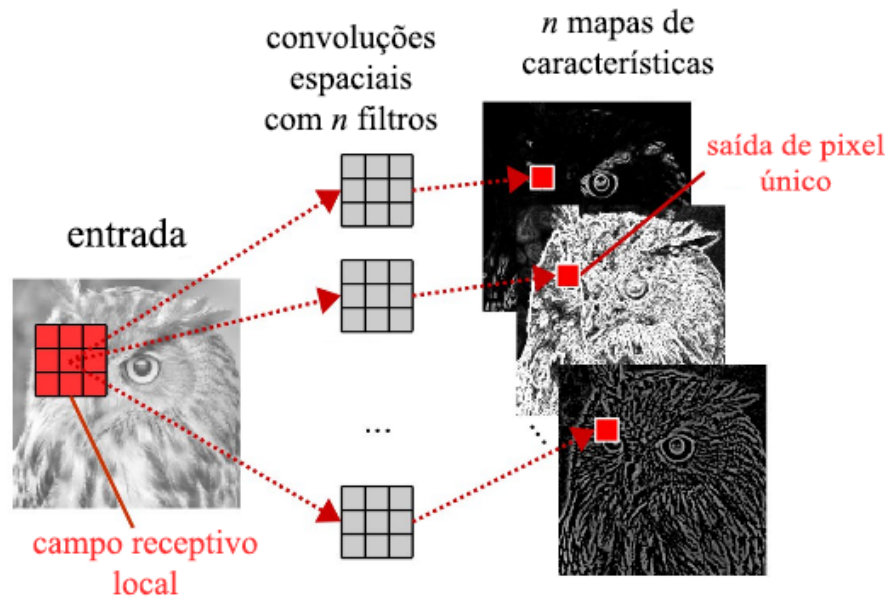 convoluções
espaciais
com n filtros
n mapas de
características
saída de pixel
único
entrada
...
...
campo receptivo
local